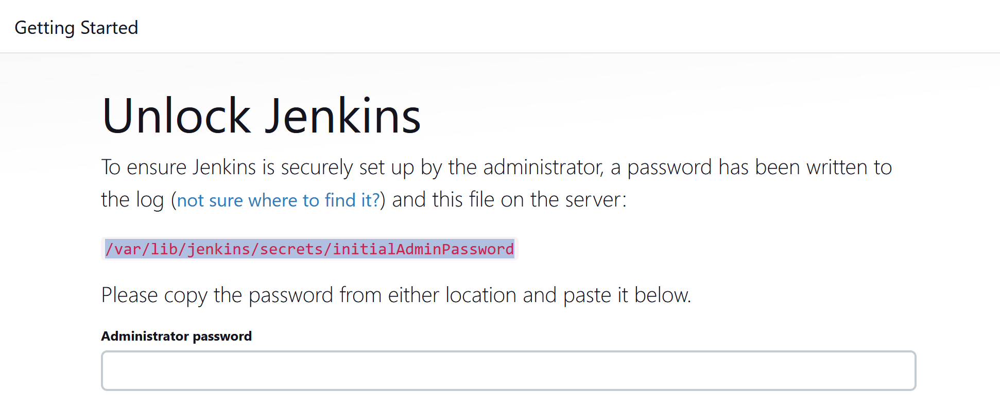 Getting Started
Unlock Jenkins
To ensure Jenkins is securely set up by the administrator, a password has been written to
the log (not sure where to find it?) and this file on the server:
/var/lib/jenkins/secrets/initialAdminPassword
Please copy the password from either location and paste it below.
Administrator password